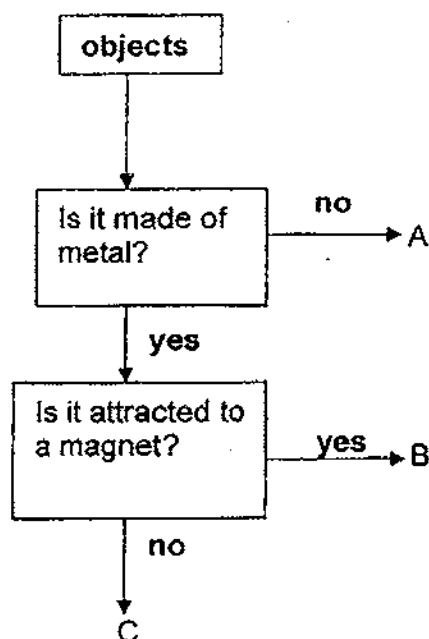 objects
Is it made of
metal?
no
A
yes
Is it attracted to
a magnet?
yes
B
no
C